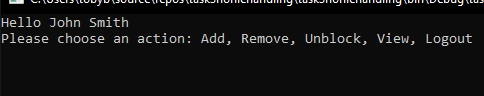 Hello John Smith
Please choose an action: Add, Remove, Unblock, View, Logout